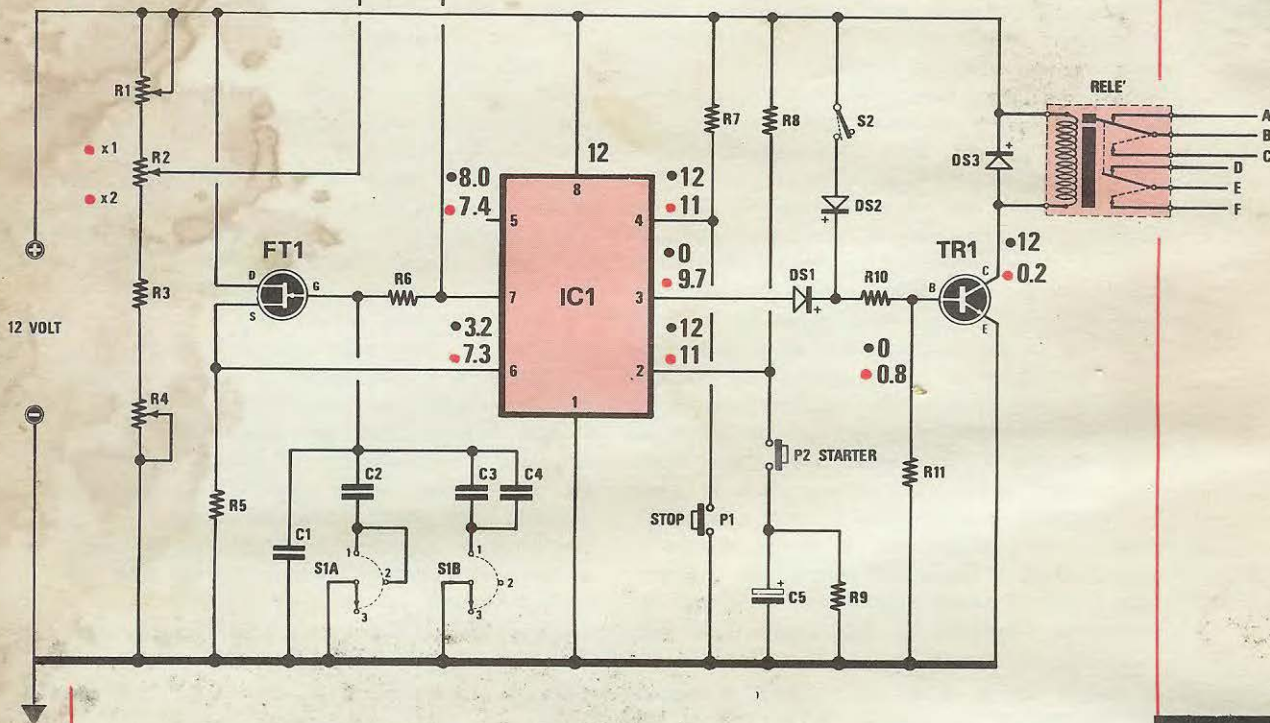 RELE'
R1
R7
R8
S2
A
B
C
D
E
F
x1
R2
12
DS3
x2
8.0
7.4
8
12
11
5
4
DS2
FT1
0
9.7
TR1
12
0.2
D
G
S
R6
7
IC1
3
DS1
R10
B
C
E
R3
12 VOLT
3.2
7.3
12
11
6
2
0
0.8
1
R4
P2 STARTER
C2
C3
C4
R11
R5
STOP
P1
C1
S1A
1
2
3
S1B
1
2
3
+
C5
R9